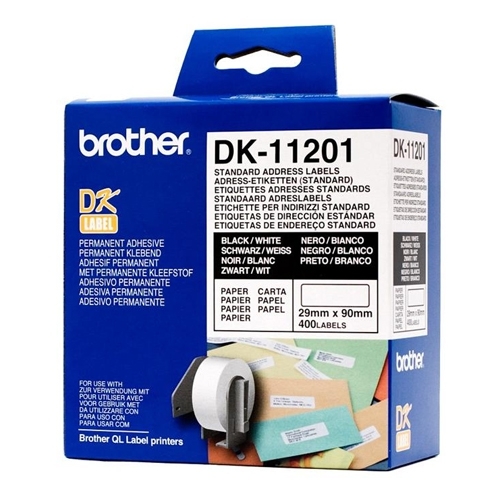 brother
DK
LABEL
PERMANENT ADHESIVE
PERMANENT KLEBEND
ADHESIF PERMANENT
MET PERMANENTE KLEEFSTOF
ADHESIVO PERMANENTE
ADESIVA PERMANENTE
ADESIVO PERMANENTE
FOR USE WITH
ZUR VERWENDUNG MIT
POUR UTILISER AVEC
VOOR GEBRUIK MET
DA UTILIZZARE CON
PARA USO CON
PARA USAR COM
Brother QL Label printers
DK-11201
STANDARD ADDRESS LABELS
ADRESS-ETIKETTEN (STANDARD)
ETIQUETTES ADRESSES STANDARDS
STANDAARD ADRESLABELS
ETICHETTE PER INDIRIZZI STANDARD
ETIQUETAS DE DIRECCIÓN ESTÁNDAR
ETIQUETAS DE ENDEREÇO STANDARD
BLACK/WHITE NERO/BIANCO
SCHWARZ/WEISS NEGRO/BLANCO
NOIR/BLANC PRETO/BRANCO
ZWART/WIT
PAPER CARTA
PAPIER PAPEL
PAPIER PAPEL
PAPIER
29mm x 90mm
400LABELS
DK-11201
29mm x 90mm
brother
DK
LABEL